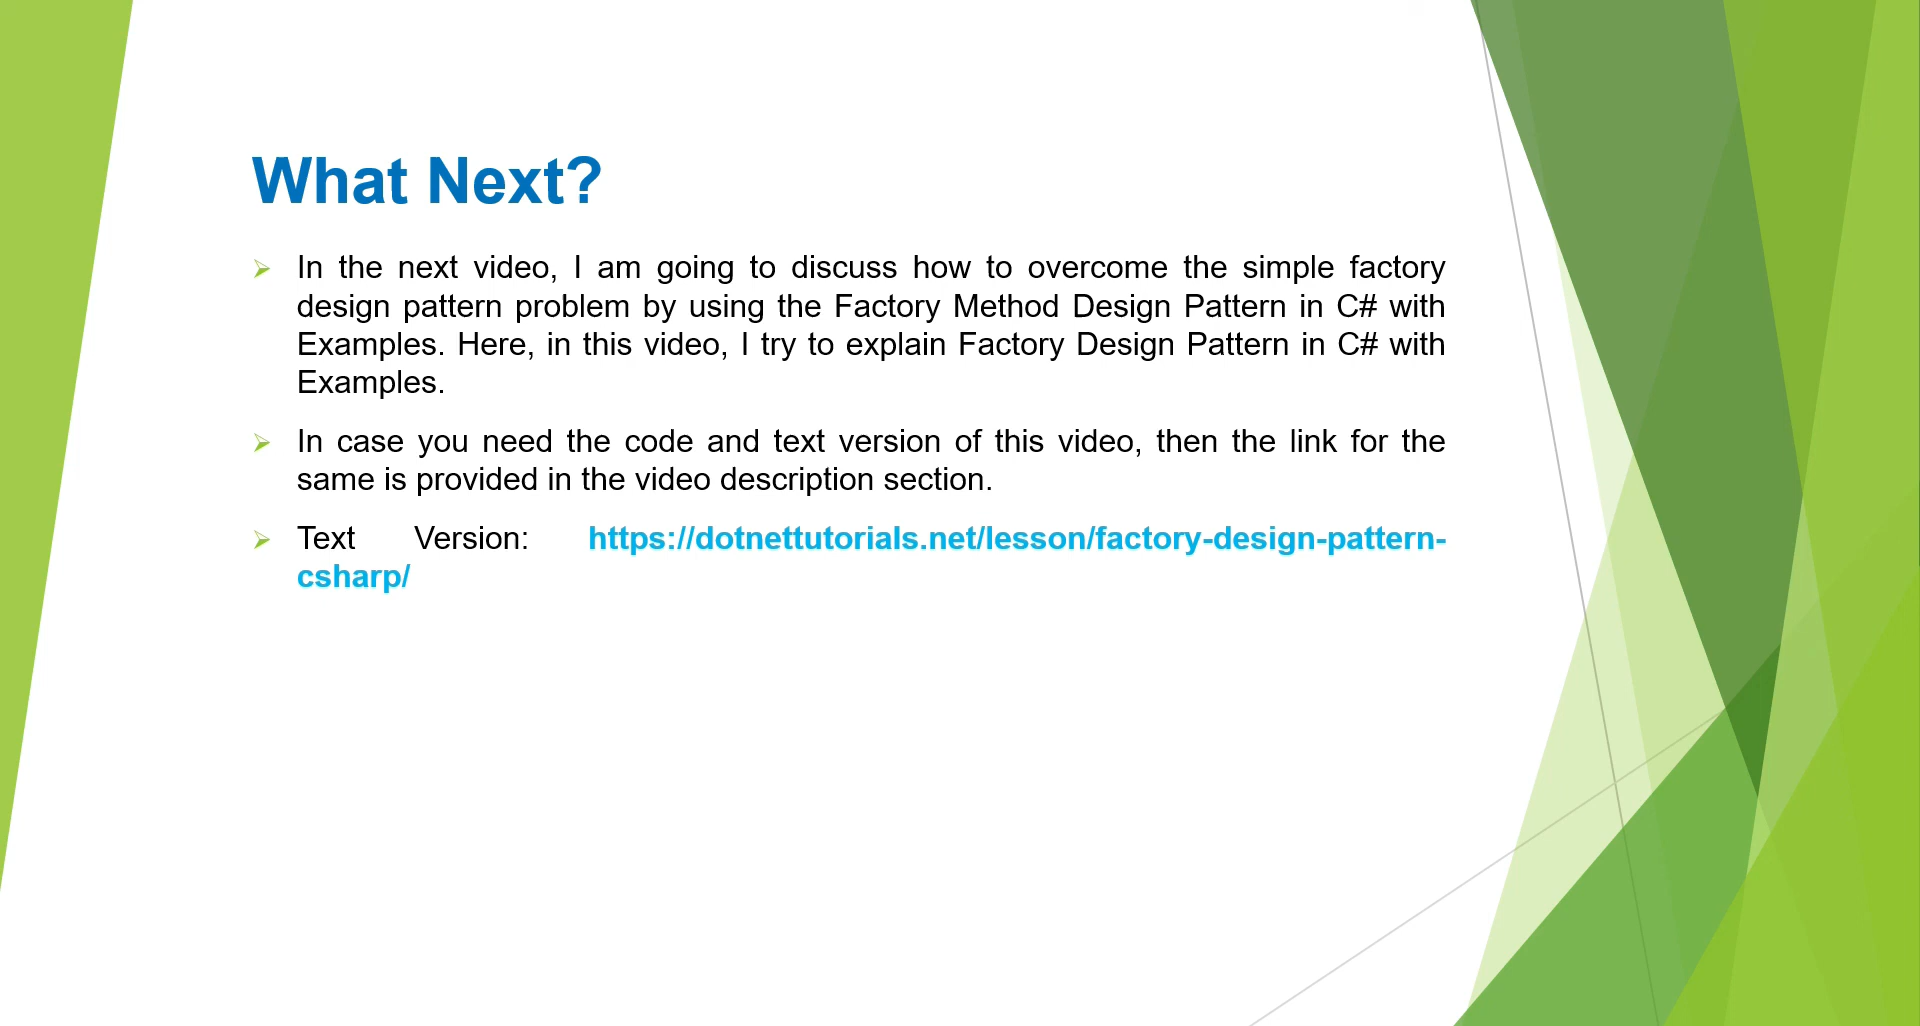 What Next?
In the next video, I am going to discuss how to overcome the simple factory
design pattern problem by using the Factory Method Design Pattern in C# with
Examples. Here, in this video, I try to explain Factory Design Pattern in C# with
Examples.
In case you need the code and text version of this video, then the link for the
same is provided in the video description section.
Text Version: https://dotnettutorials.net/lesson/factory-design-pattern-
csharp/